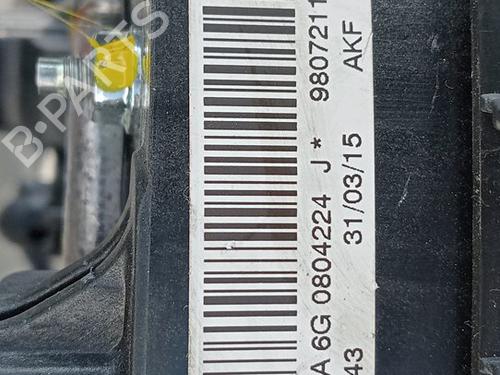 A 6G 0804224 J * 9807211
43 31/03/15 AKF
B-PARTS